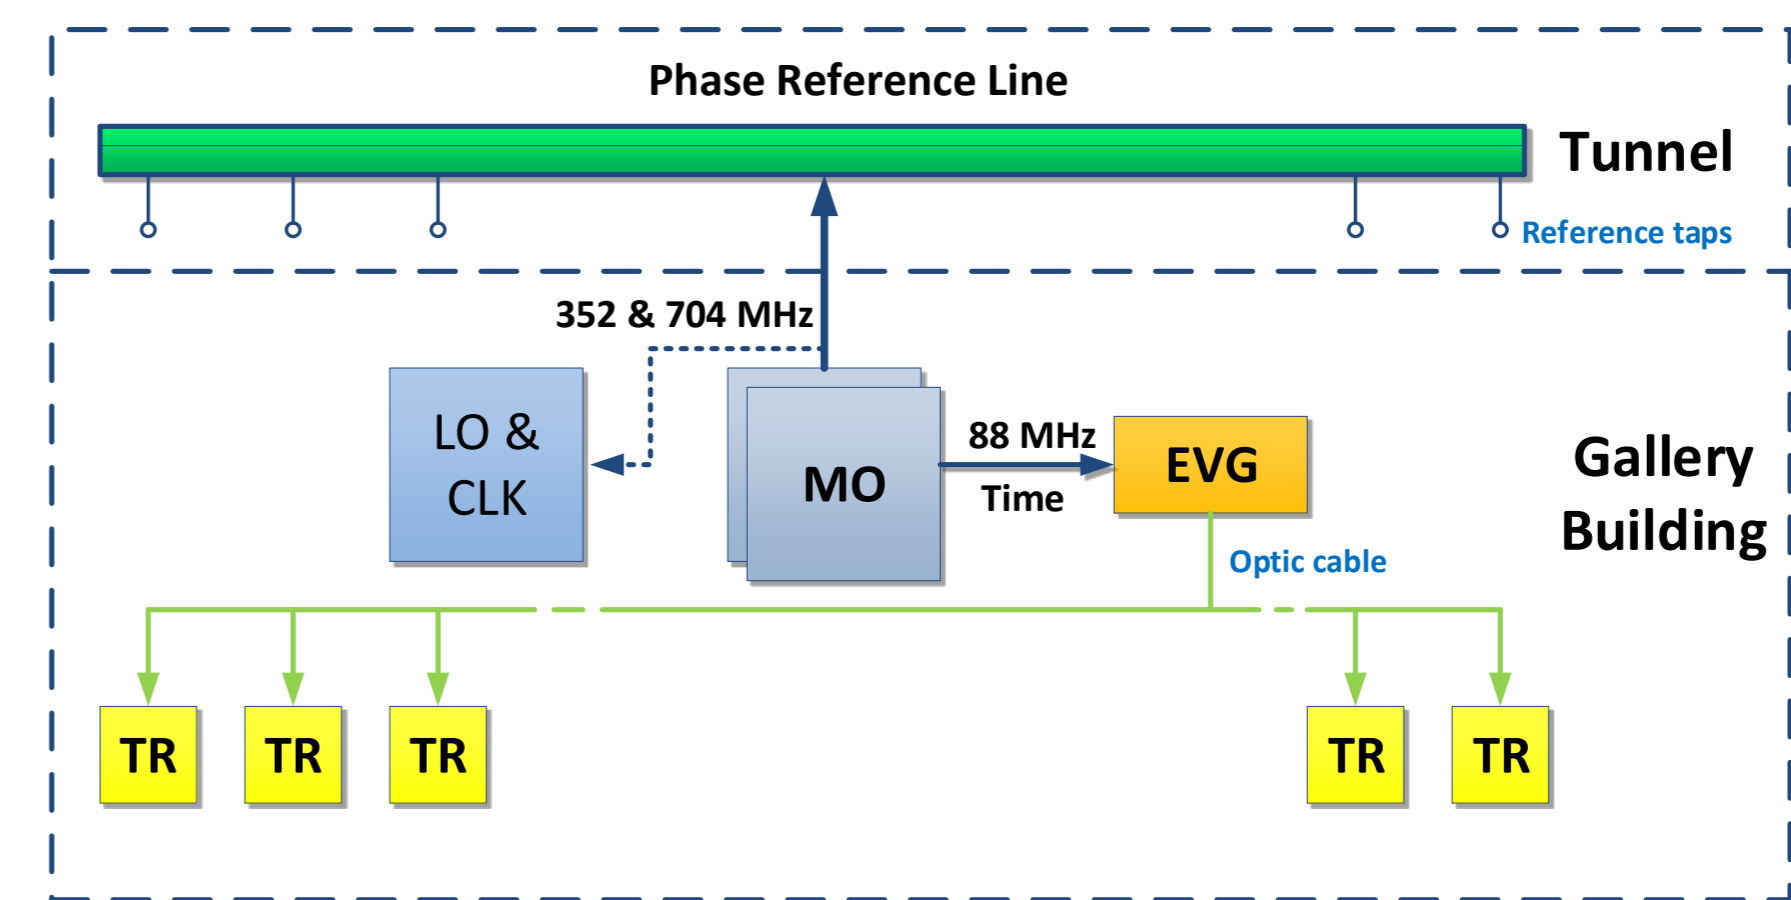 Phase Reference Line
Tunnel
Reference taps
352 & 704 MHz
LO &
CLK
MO
88 MHz
Time
EVG
Gallery
Building
Optic cable
TR
TR
TR
TR
TR